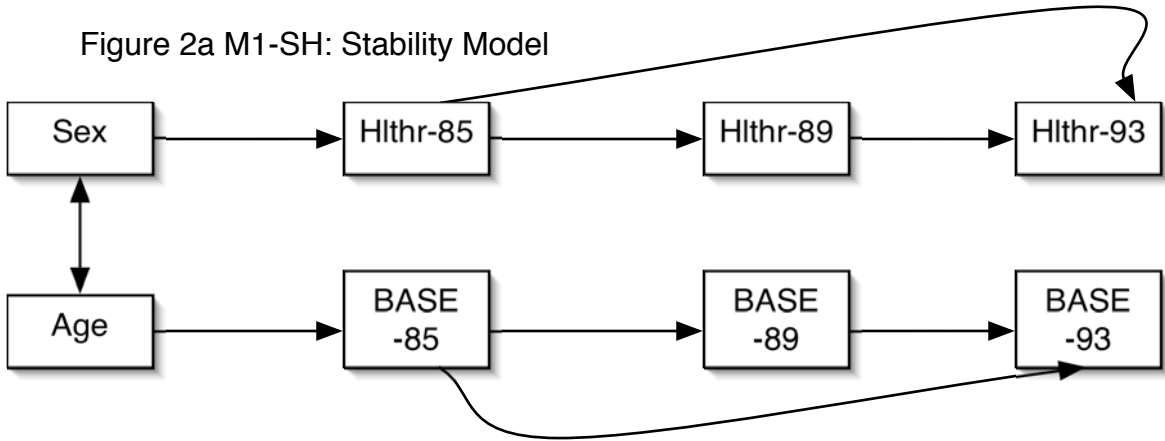 Figure 2a M1-SH: Stability Model
Sex
Hlthr-85
Hlthr-89
Hlthr-93
Age
BASE
-85
BASE
-89
BASE
-93